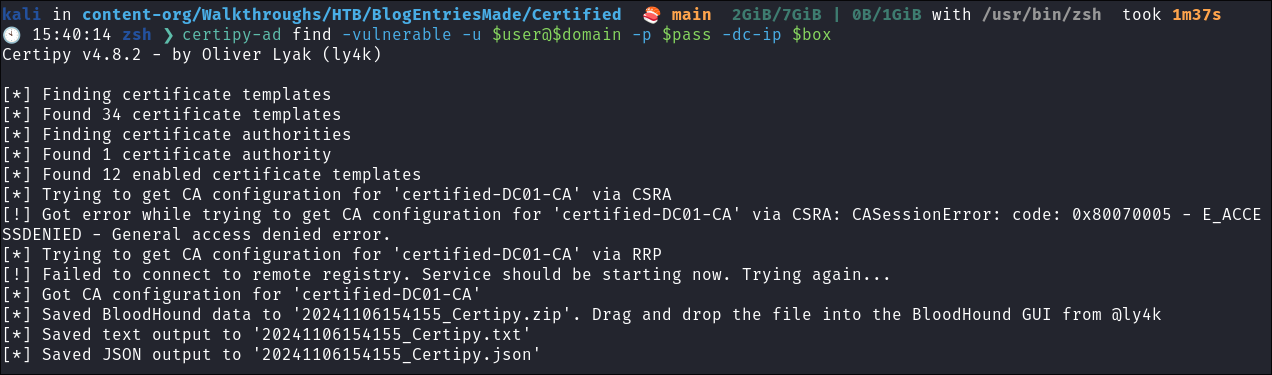 kali in content-org/Walkthroughs/HTB/BlogEntriesMade/Certified 🍣 main 2GiB/7GiB | 0B/1GiB with /usr/bin/zsh took 1m37s
🕙 15:40:14 zsh ❯ certipy-ad find -vulnerable -u $user@$domain -p $pass -dc-ip $box
Certipy v4.8.2 - by Oliver Lyak (ly4k)
[*] Finding certificate templates
[*] Found 34 certificate templates
[*] Finding certificate authorities
[*] Found 1 certificate authority
[*] Found 12 enabled certificate templates
[*] Trying to get CA configuration for 'certified-DC01-CA' via CSRA
[!] Got error while trying to get CA configuration for 'certified-DC01-CA' via CSRA: CASessionError: code: 0x80070005 - E_ACCE
SSDENIED - General access denied error.
[*] Trying to get CA configuration for 'certified-DC01-CA' via RRP
[!] Failed to connect to remote registry. Service should be starting now. Trying again...
[*] Got CA configuration for 'certified-DC01-CA'
[*] Saved BloodHound data to '20241106154155_Certipy.zip'. Drag and drop the file into the BloodHound GUI from @ly4k
[*] Saved text output to '20241106154155_Certipy.txt'
[*] Saved JSON output to '20241106154155_Certipy.json'